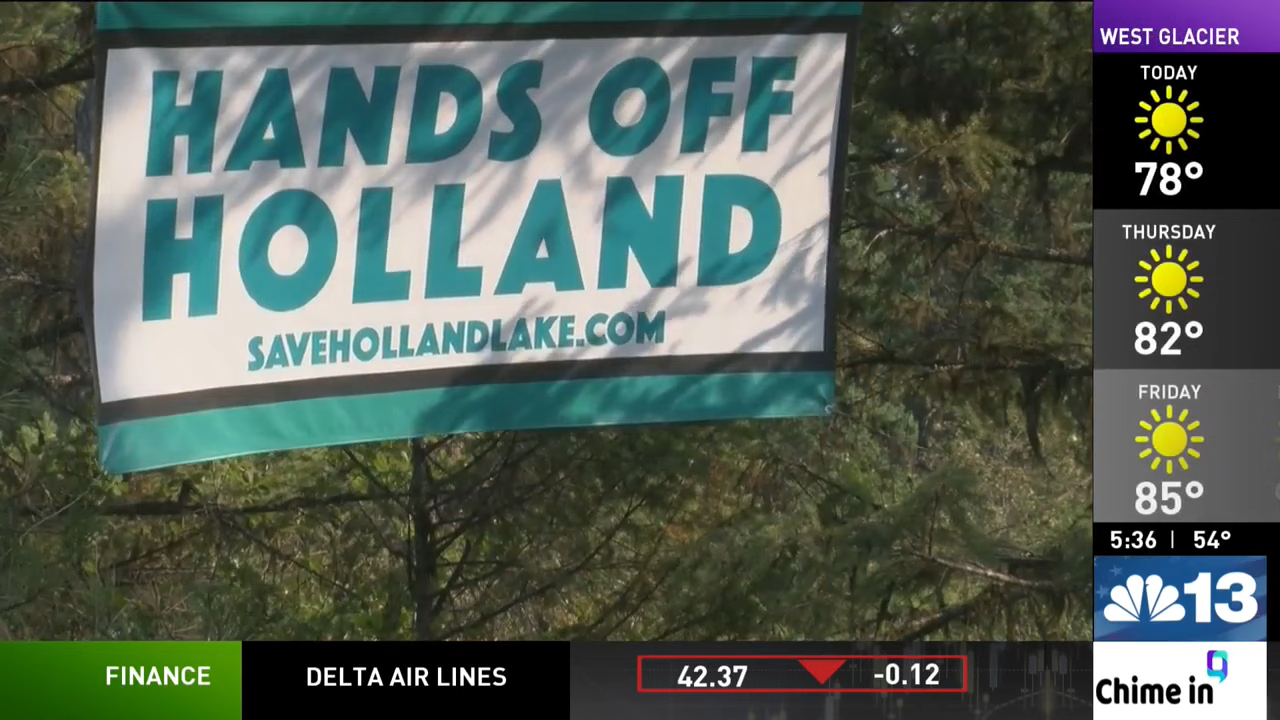 HANDS OFF
HOLLAND
SAVEHOLLANDLAKE.COM
WEST GLACIER
TODAY
78°
THURSDAY
82°
FRIDAY
85°
5:36 | 54°
13
Chime in
FINANCE
DELTA AIR LINES
42.37
-0.12